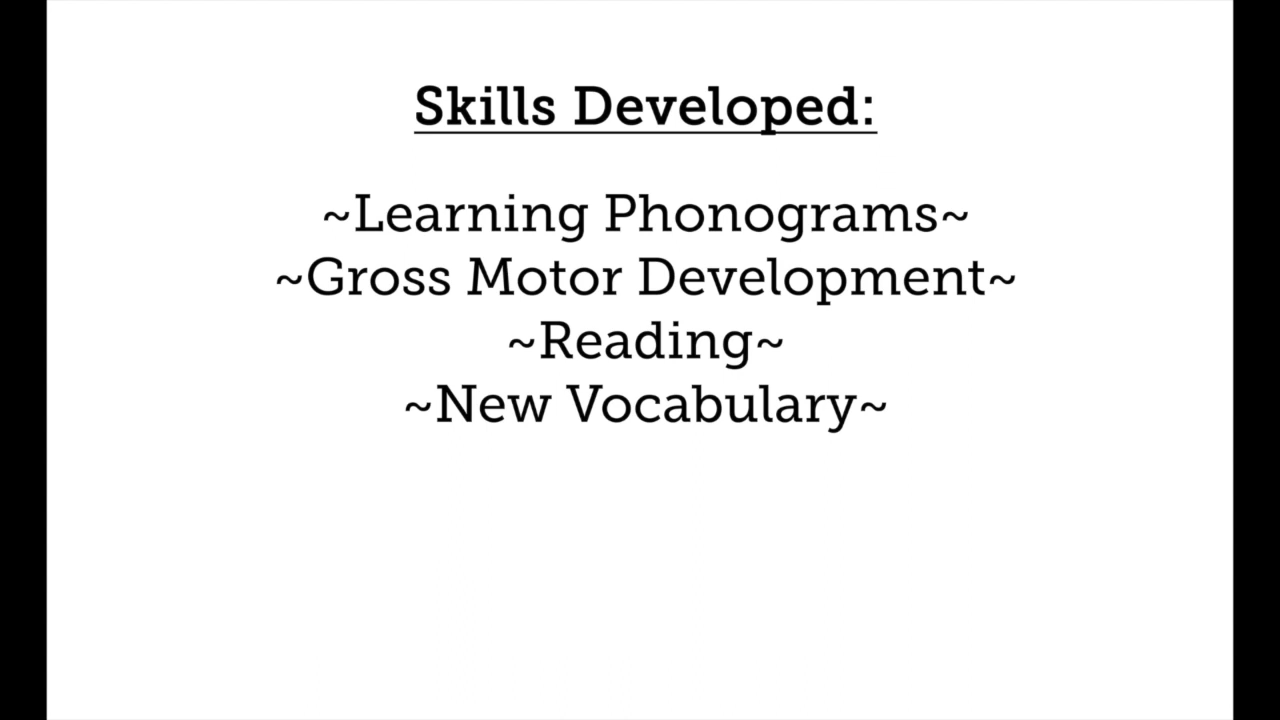 Skills Developed:
~Learning Phonograms~
~Gross Motor Development~
~Reading~
~New Vocabulary~